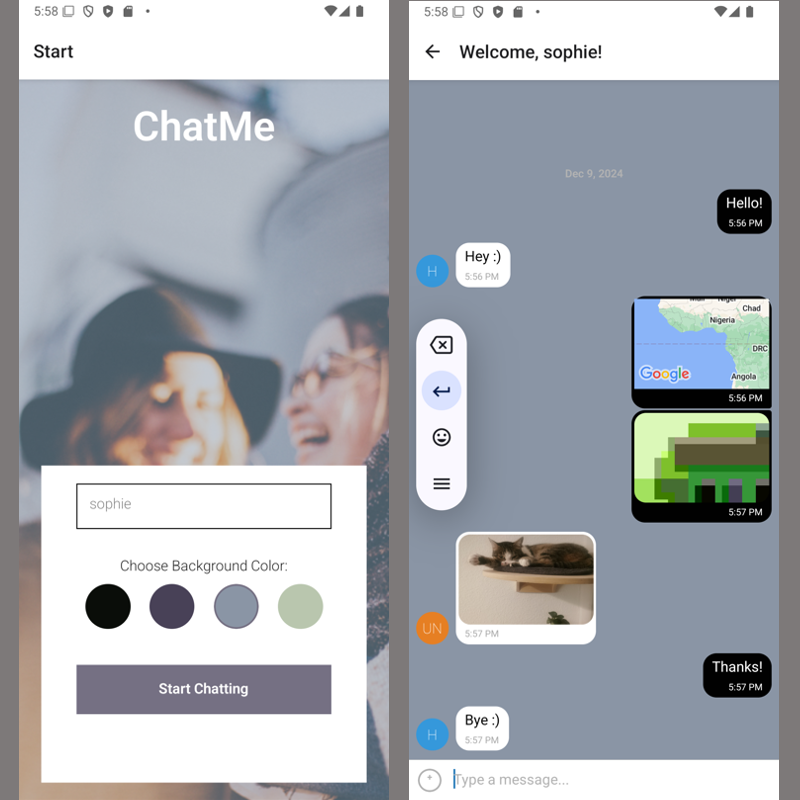 5:58
Start
ChatMe
sophie
Choose Background Color:
Start Chatting
5:58
Welcome, sophie!
Dec 9, 2024
Hello!
5:56 PM
H
Hey :)
5:56 PM
Niger
Chad
Nigeria
DRC
Google
Angola
5:56 PM
5:57 PM
UN
5:57 PM
Thanks!
5:57 PM
H
Bye :)
5:57 PM
Type a message...